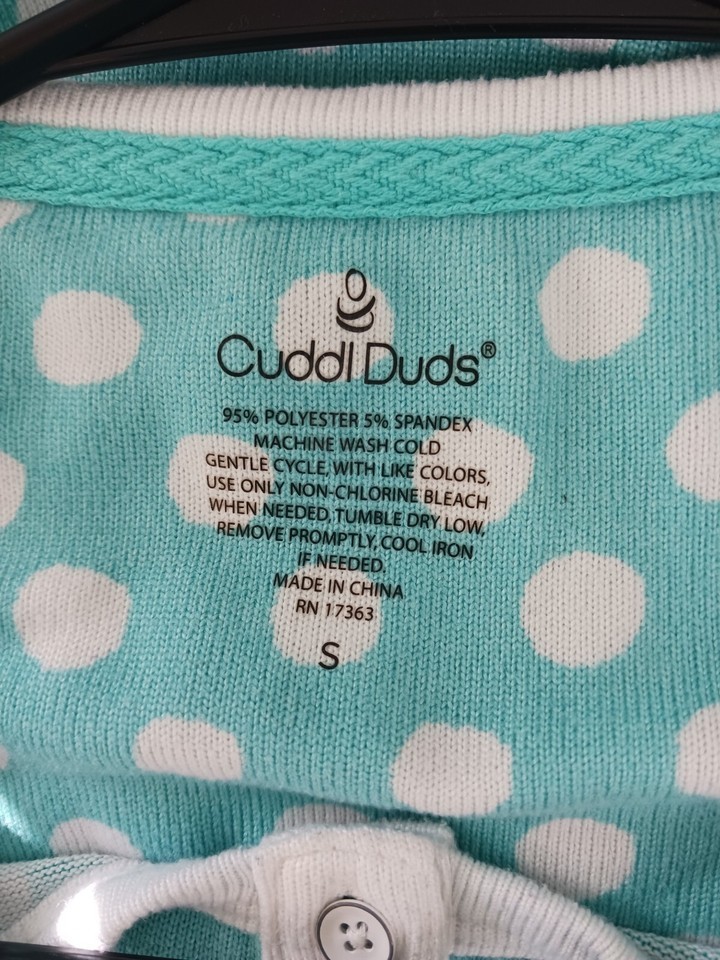 Cuddl Duds®
95% POLYESTER 5% SPANDEX
MACHINE WASH COLD
GENTLE CYCLE, WITH LIKE COLORS,
USE ONLY NON-CHLORINE BLEACH
WHEN NEEDED, TUMBLE DRY LOW,
REMOVE PROMPTLY, COOL IRON
IF NEEDED.
MADE IN CHINA
RN 17363
S